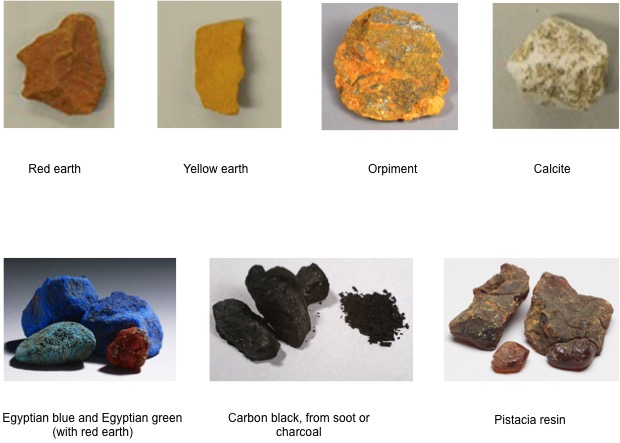 Red earth
Yellow earth
Orpiment
Calcite
Egyptian blue and Egyptian green
(with red earth)
Carbon black, from soot or
charcoal
Pistacia resin